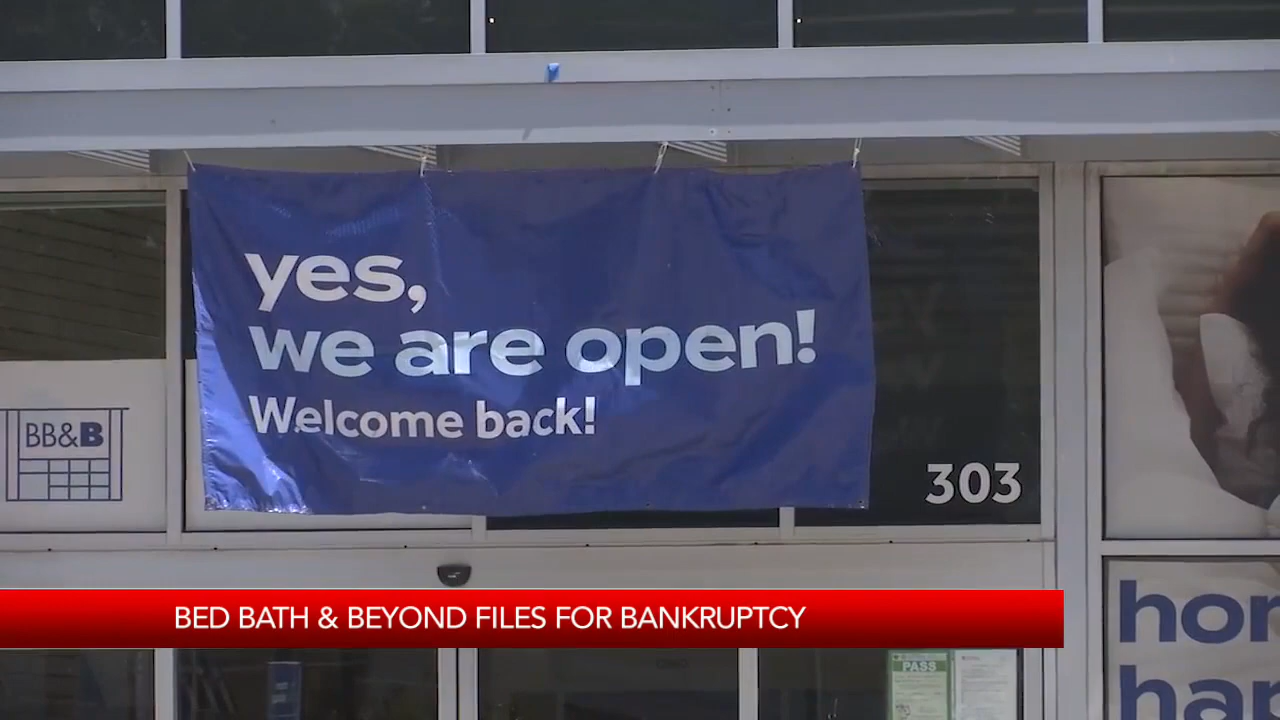 yes,
we are open!
Welcome back!
BB&B
303
BED BATH & BEYOND FILES FOR BANKRUPTCY
PASS